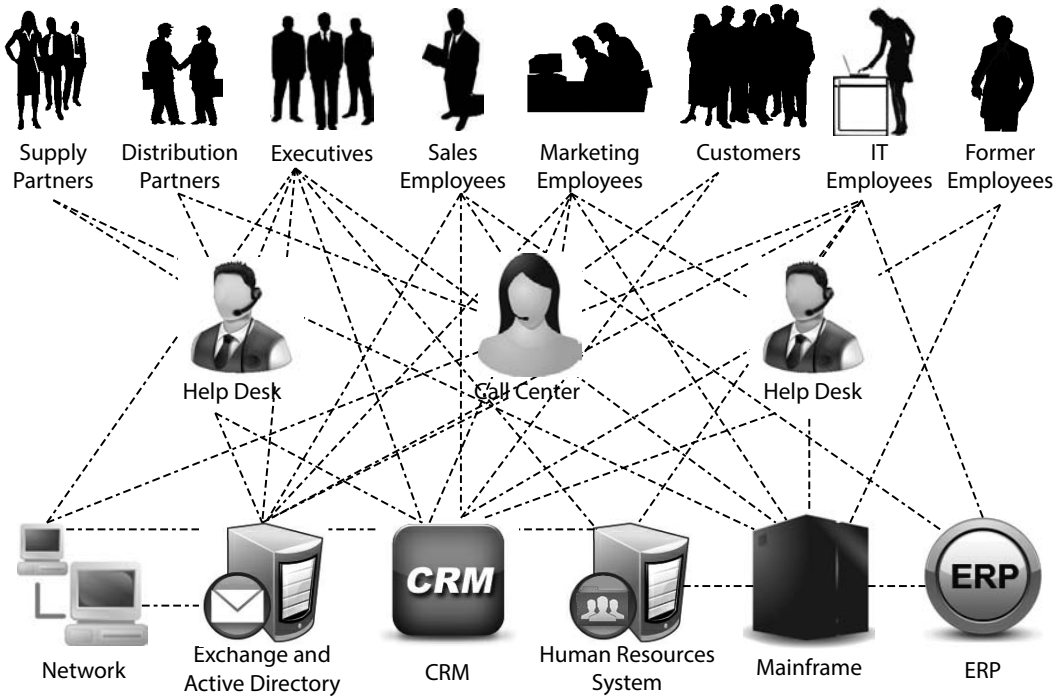 Supply
Partners
Distribution
Partners
Executives
Sales
Employees
Marketing
Employees
Customers
IT
Employees
Former
Employees
Help Desk
Call Center
Help Desk
CRM
ERP
Network
Exchange and
Active Directory
CRM
Human Resources
System
Mainframe
ERP